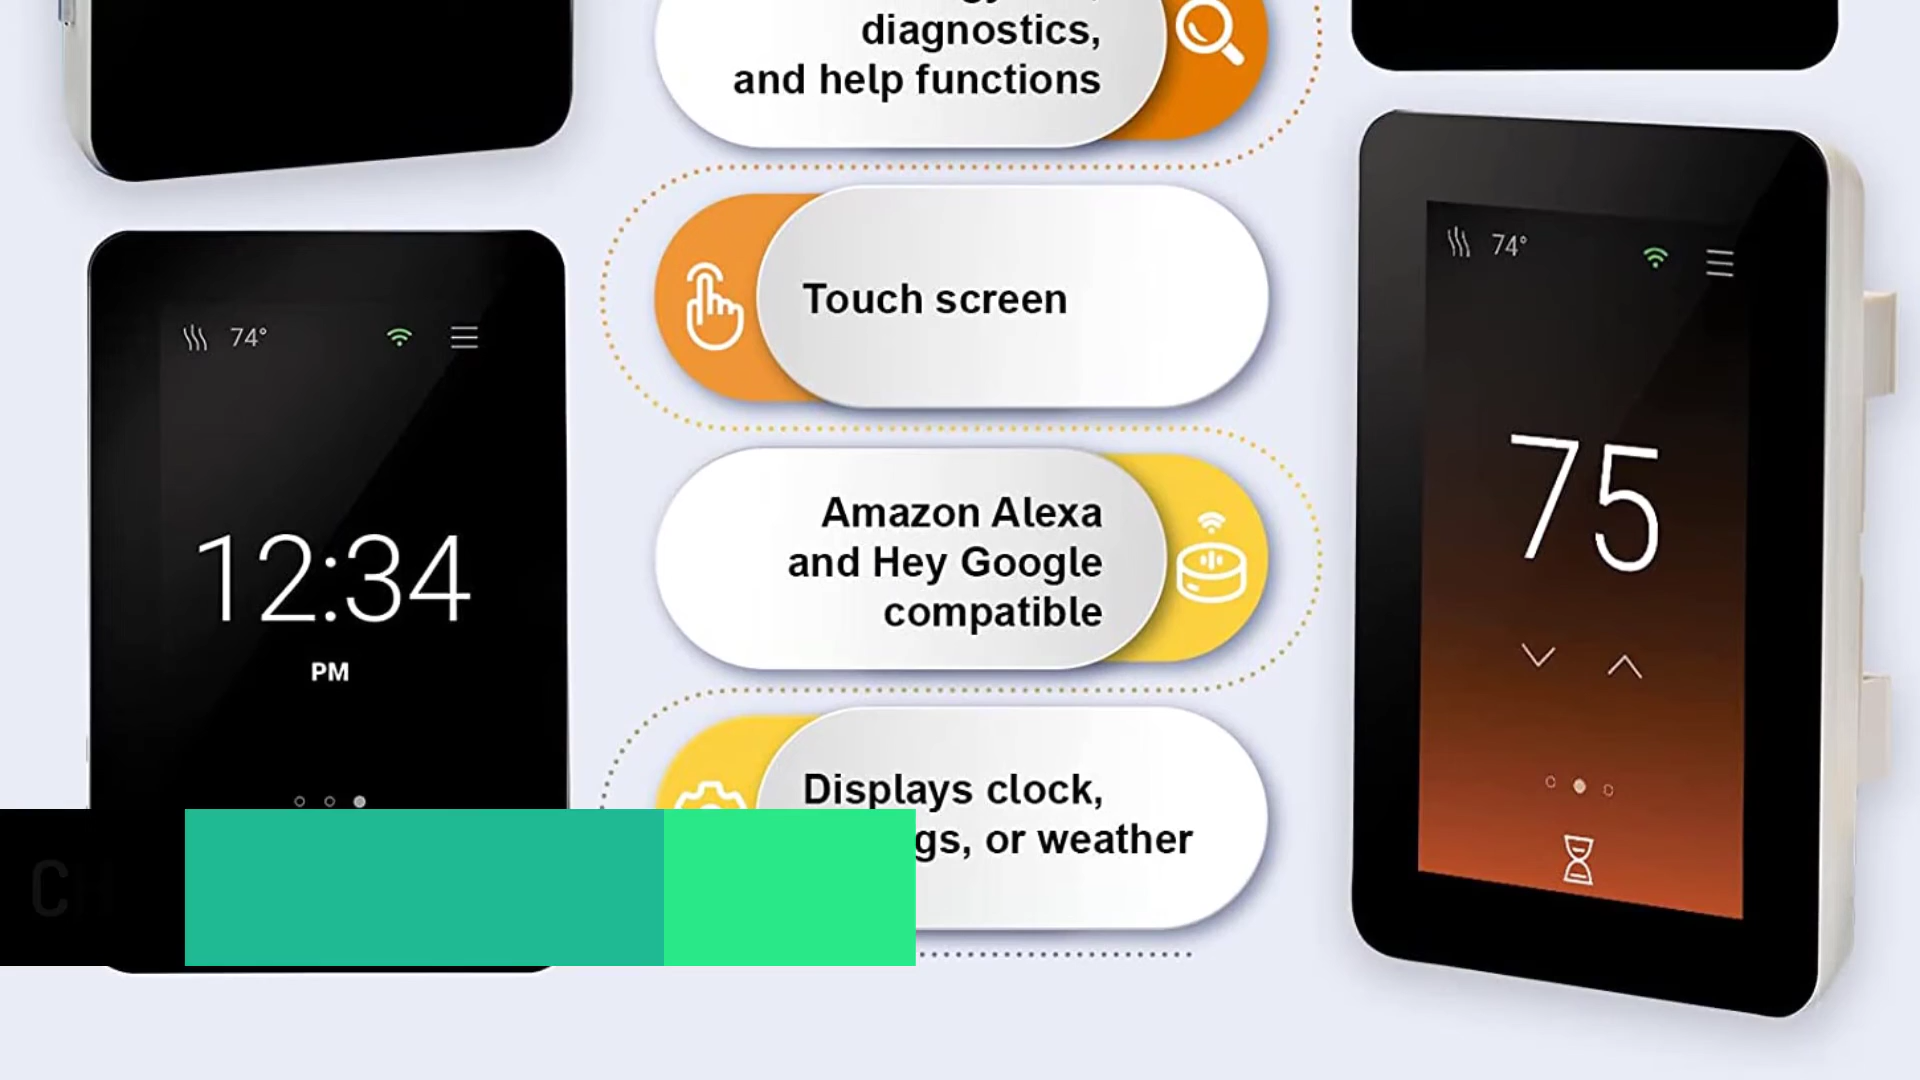 diagnostics,
and help functions
74°
12:34
PM
Touch screen
Amazon Alexa
and Hey Google
compatible
Displays clock,
or weather
74°
75